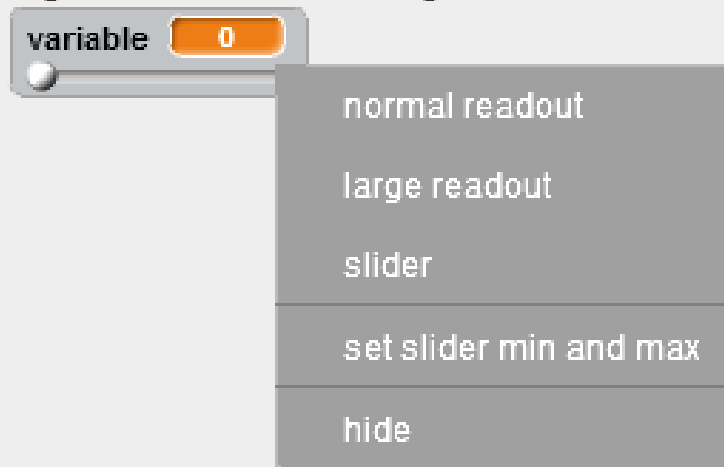 variable 0
normal readout
large readout
slider
set slider min and max
hide